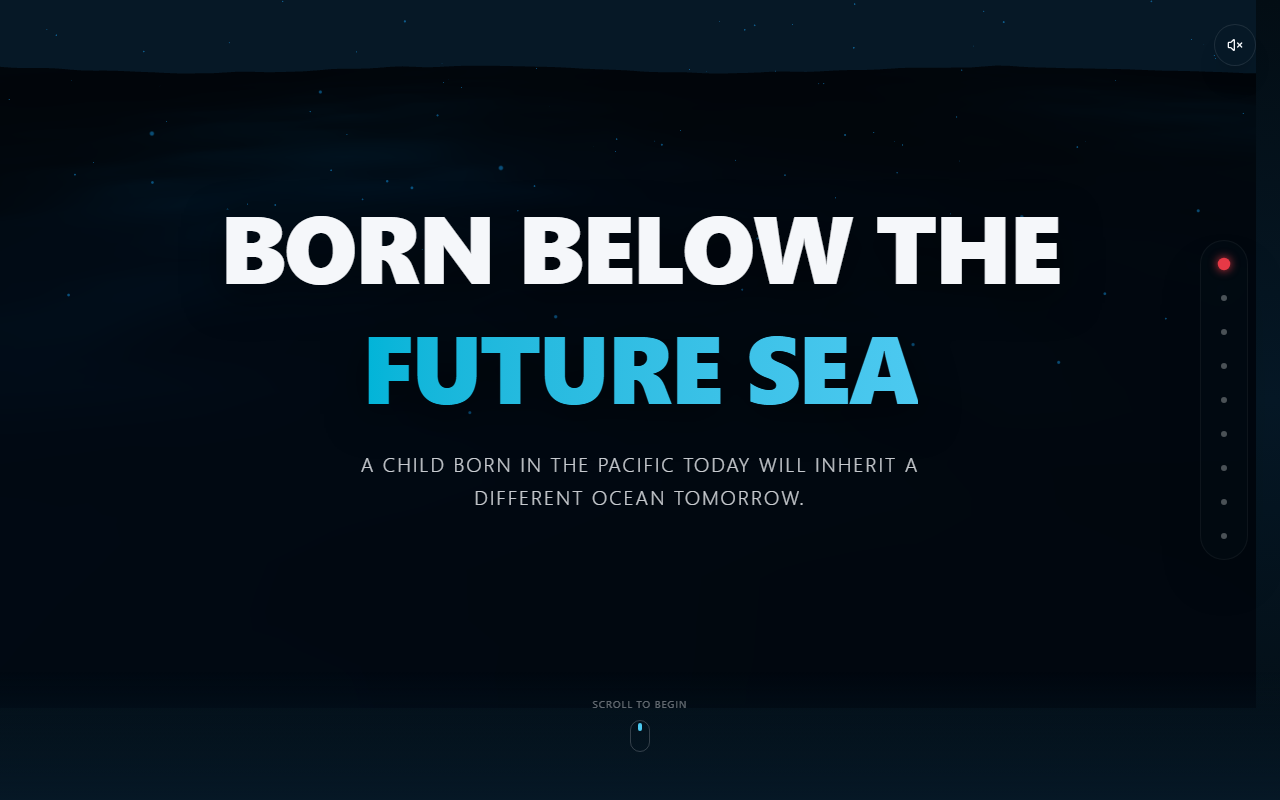 BORN BELOW THE
FUTURE SEA
A CHILD BORN IN THE PACIFIC TODAY WILL INHERIT A
DIFFERENT OCEAN TOMORROW.
SCROLL TO BEGIN